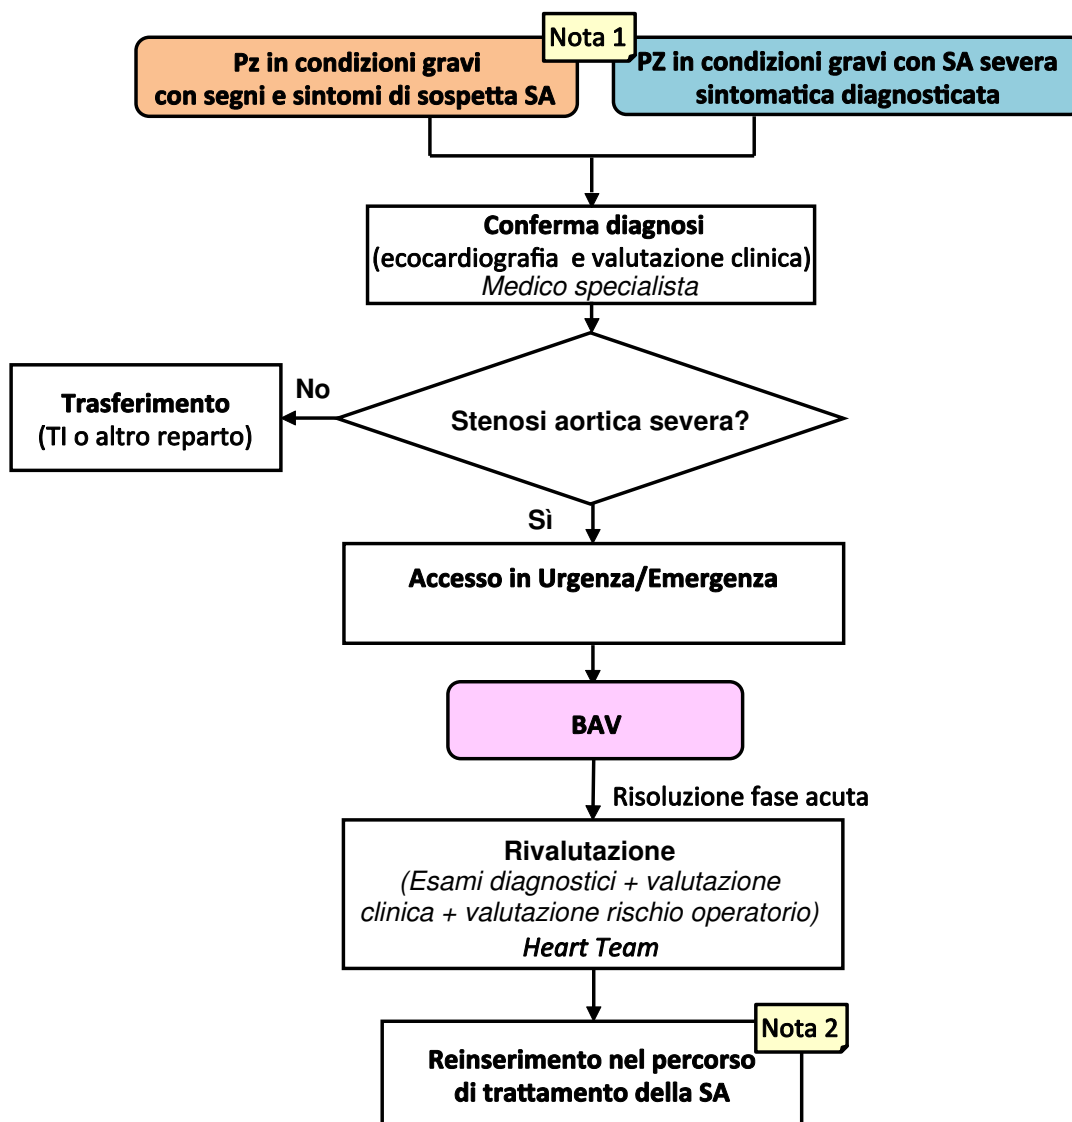 Nota 1
Pz in condizioni gravi
con segni e sintomi di sospetta SA
PZ in condizioni gravi con SA severa
sintomatica diagnosticata
Conferma diagnosi
(ecocardiografia e valutazione clinica)
Medico specialista
No
Trasferimento
(TI o altro reparto)
Stenosi aortica severa?
Sì
Accesso in Urgenza/Emergenza
BAV
Risoluzione fase acuta
Rivalutazione
(Esami diagnostici + valutazione
clinica + valutazione rischio operatorio)
Heart Team
Nota 2
Reinserimento nel percorso
di trattamento della SA